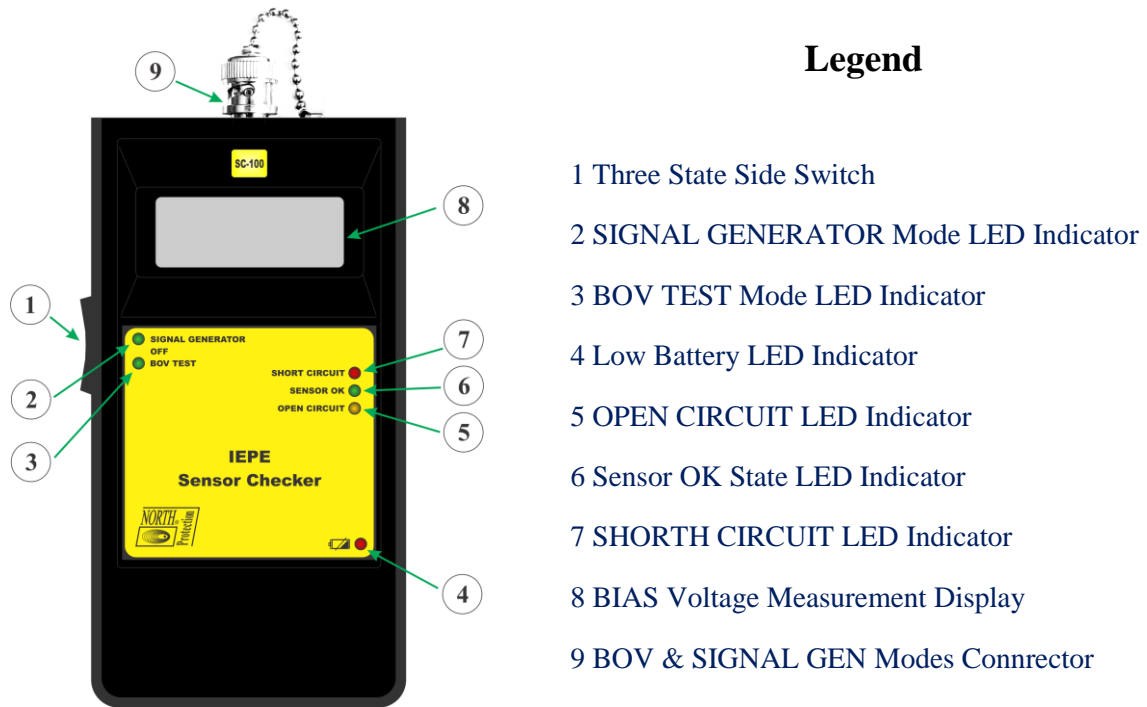 Legend
9
SC-100
8
1
SIGNAL GENERATOR
OFF
BOV TEST
7
SHORT CIRCUIT
6
SENSOR OK
2
OPEN CIRCUIT
5
3
IEPE
Sensor Checker
NORTH®
Protection
4
1 Three State Side Switch
2 SIGNAL GENERATOR Mode LED Indicator
3 BOV TEST Mode LED Indicator
4 Low Battery LED Indicator
5 OPEN CIRCUIT LED Indicator
6 Sensor OK State LED Indicator
7 SHORTH CIRCUIT LED Indicator
8 BIAS Voltage Measurement Display
9 BOV & SIGNAL GEN Modes Connrector